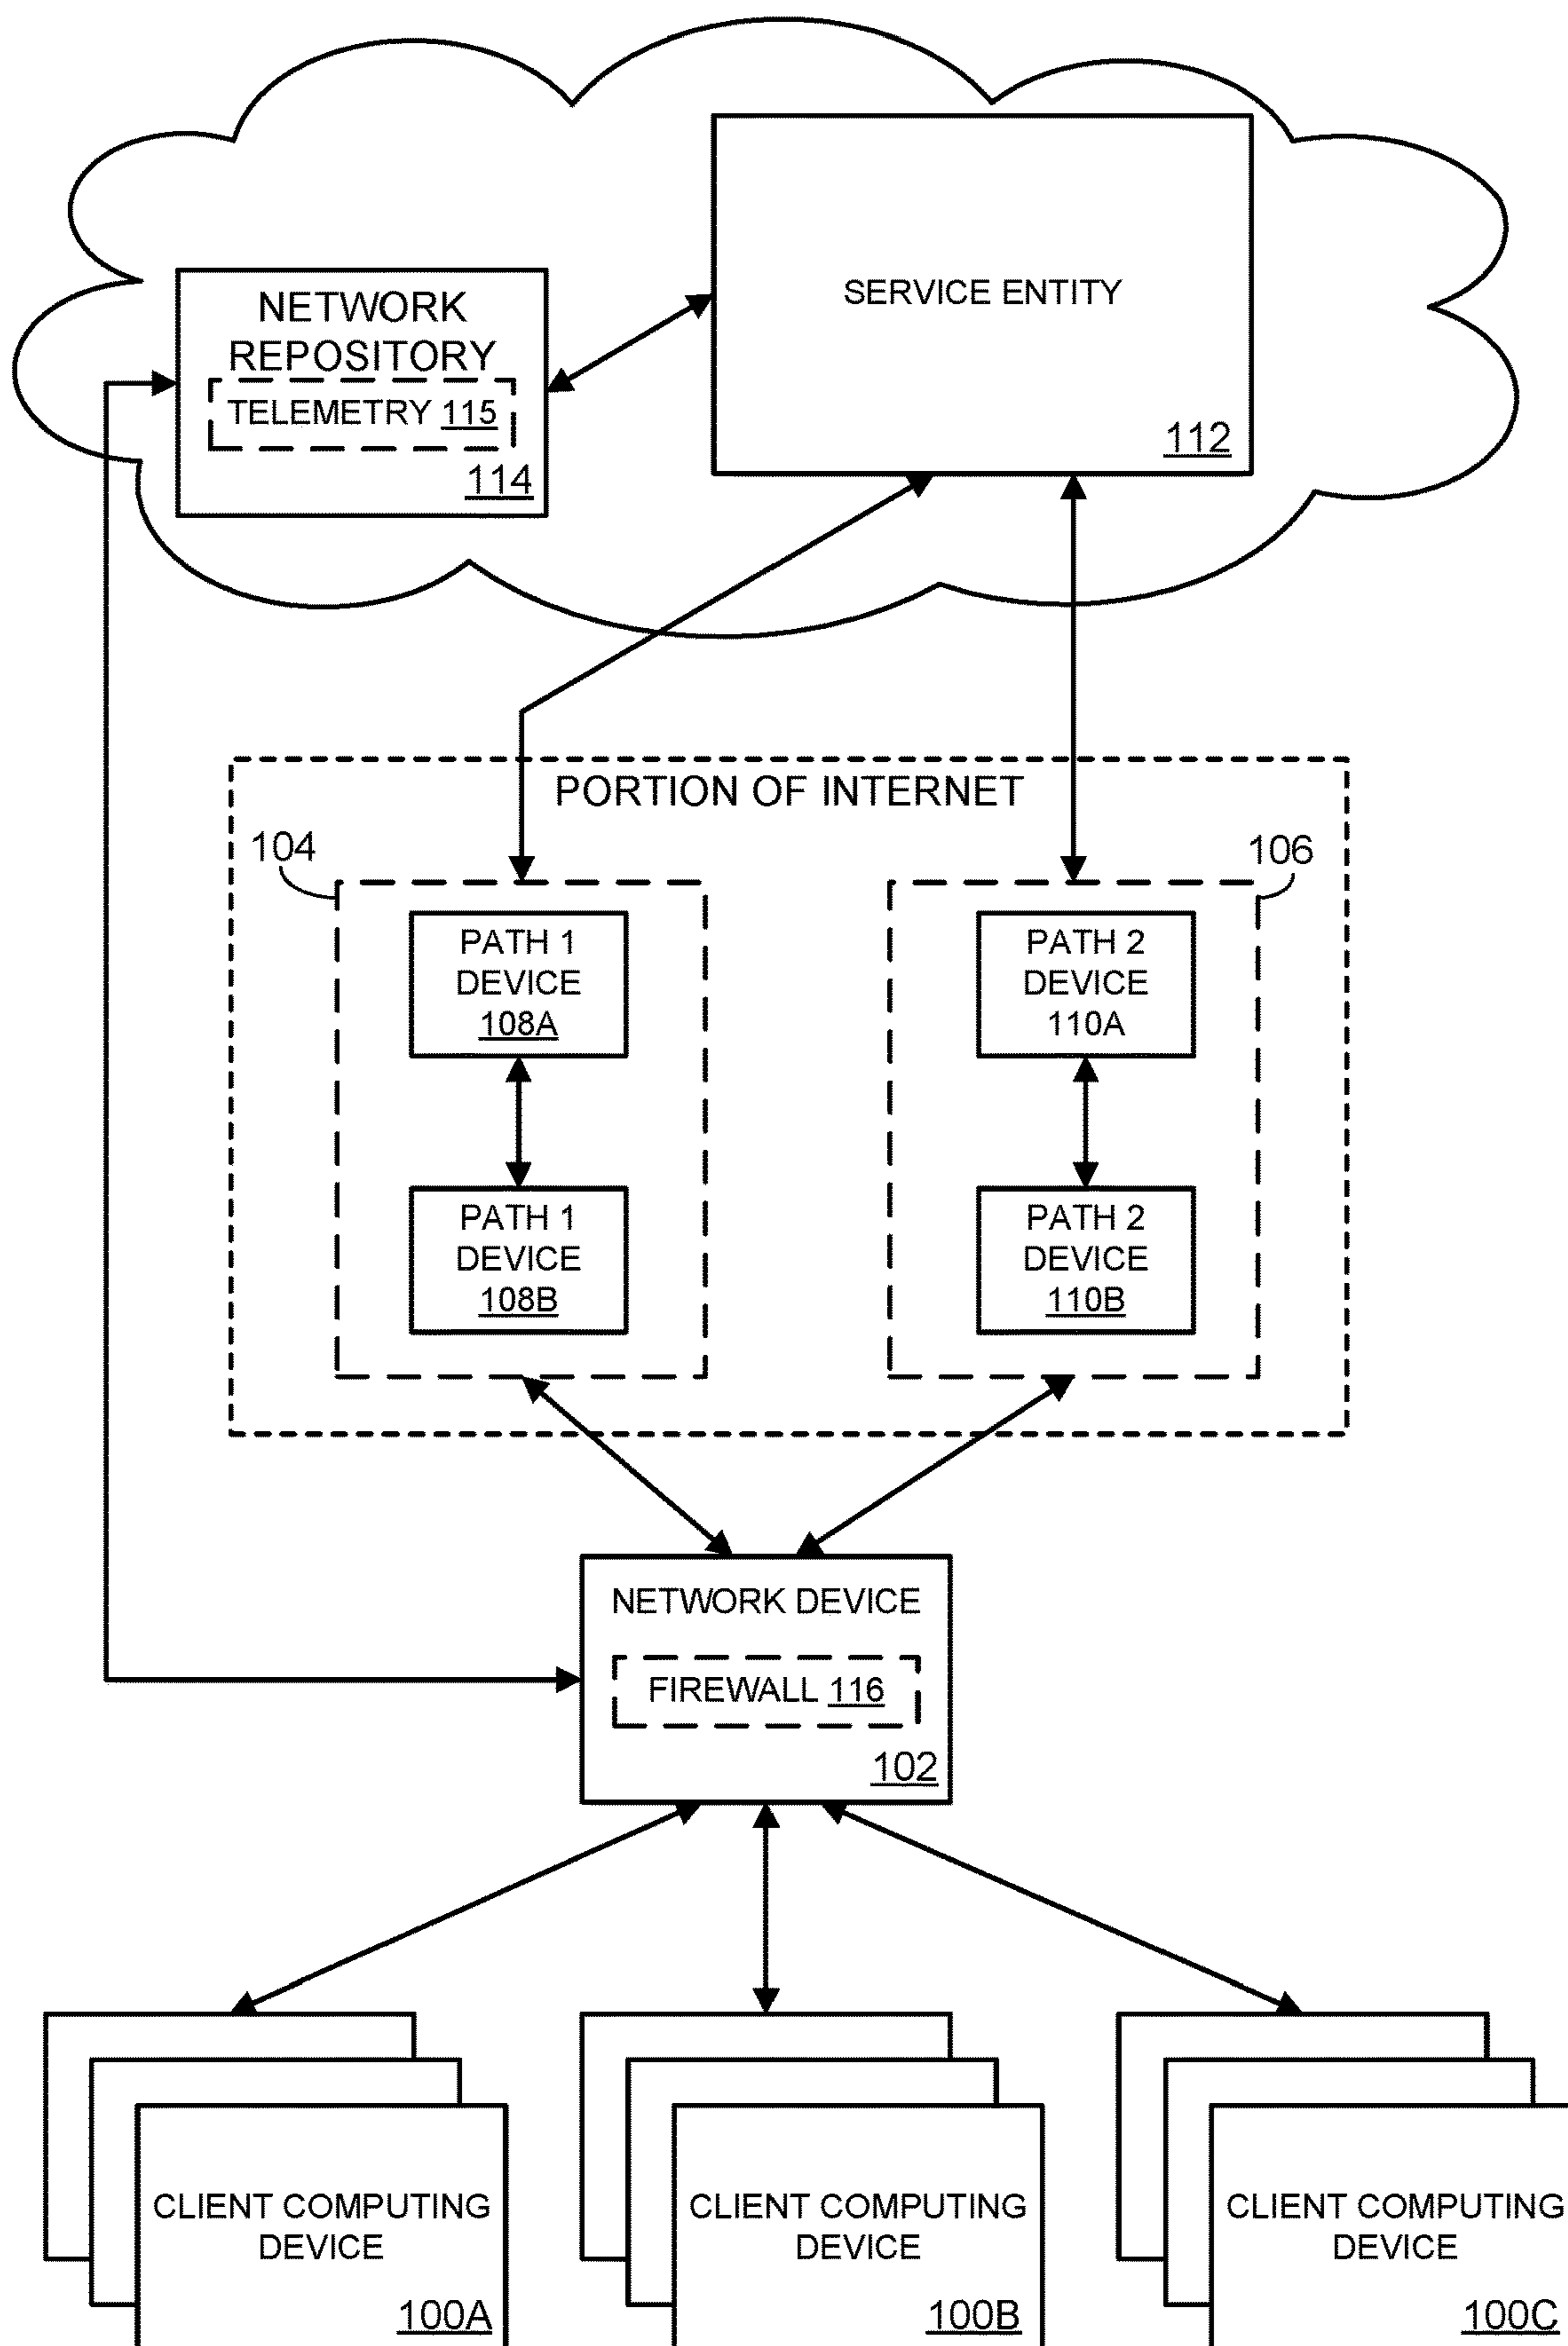 SERVICE ENTITY
112
NETWORK
REPOSITORY
TELEMETRY 115
114
PORTION OF INTERNET
104
106
PATH 1
DEVICE
108A
PATH 2
DEVICE
110A
PATH 1
DEVICE
108B
PATH 2
DEVICE
110B
NETWORK DEVICE
FIREWALL 116
102
CLIENT COMPUTING
DEVICE
100A
CLIENT COMPUTING
DEVICE
100B
CLIENT COMPUTING
DEVICE
100C